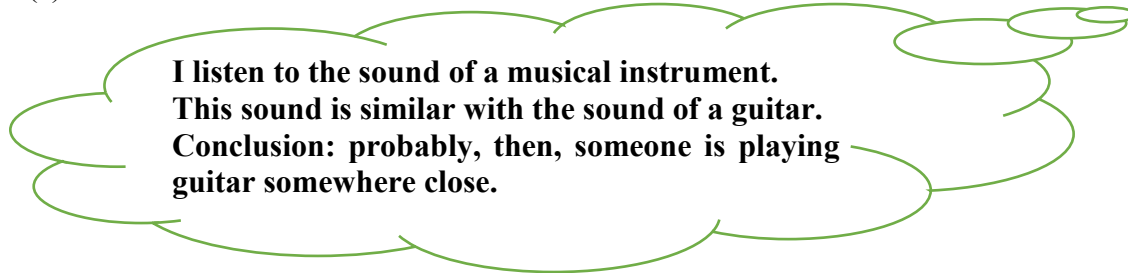 I listen to the sound of a musical instrument.
This sound is similar with the sound of a guitar.
Conclusion: probably, then, someone is playing
guitar somewhere close.